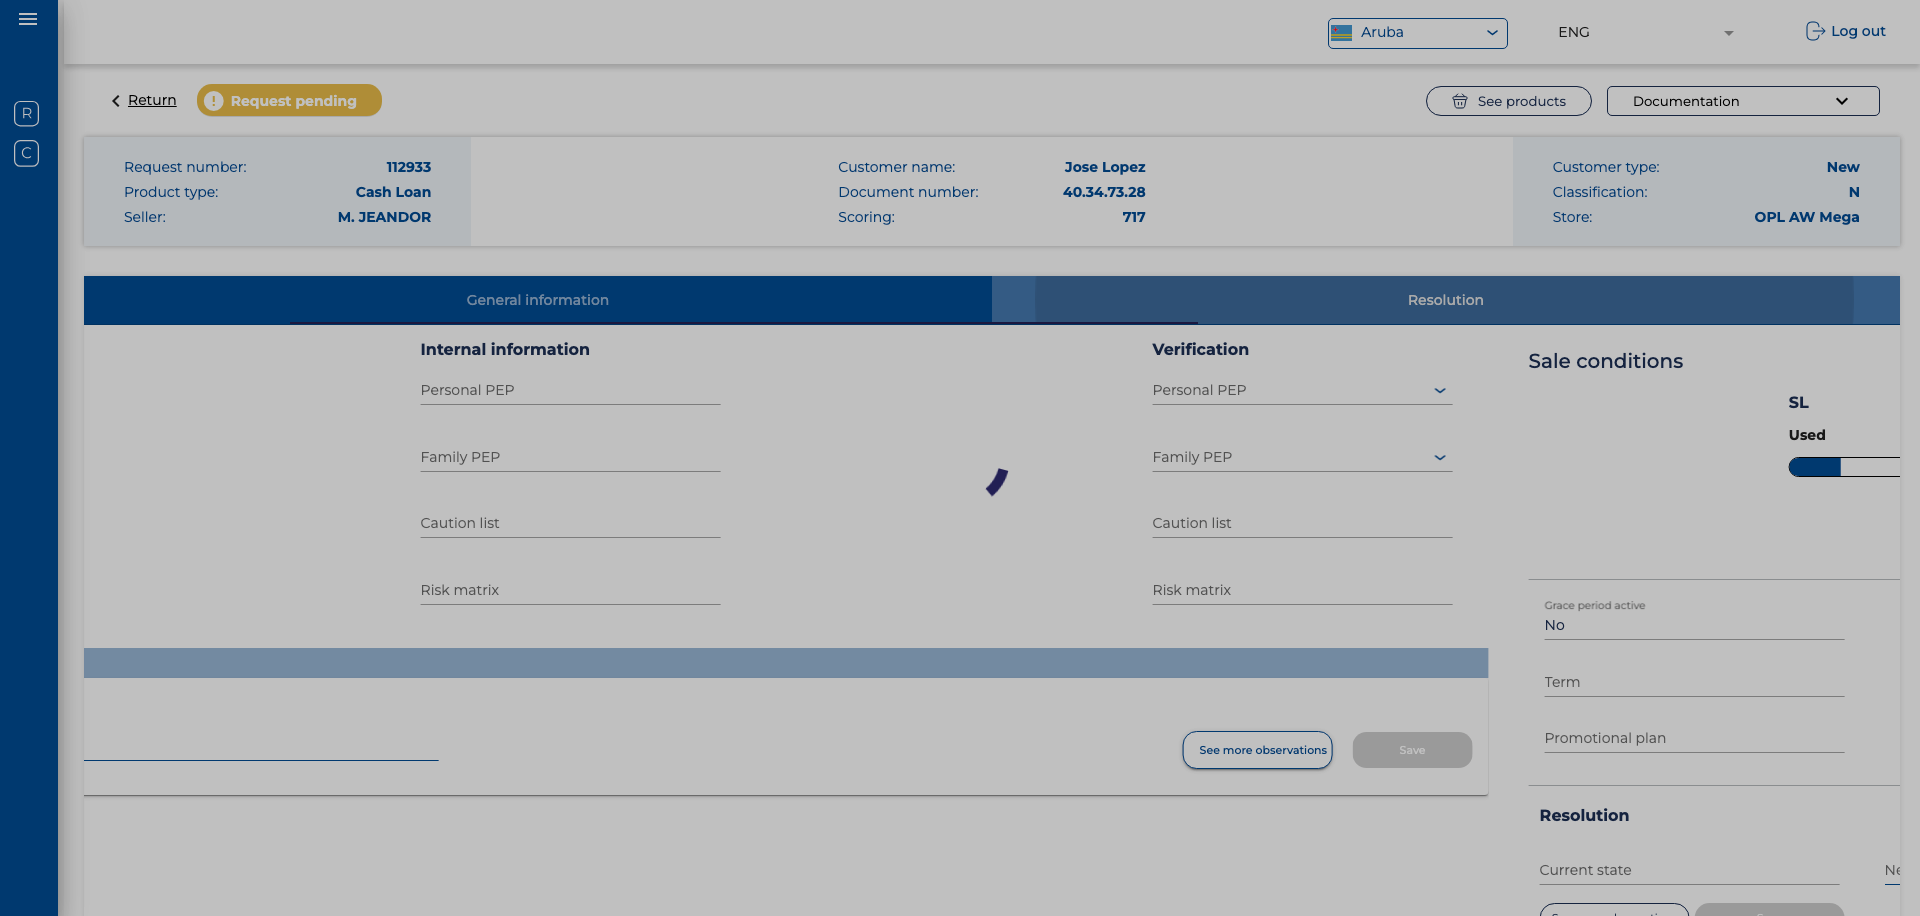 Aruba
ENG
Log out
R
C
Return
Request pending
See products
Documentation
Request number: 112933
Product type: Cash Loan
Seller: M. JEANDOR
Customer name: Jose Lopez
Document number: 40.34.73.28
Scoring: 717
Customer type: New
Classification: N
Store: OPL AW Mega
General information
Resolution
Internal information
Personal PEP
Family PEP
Caution list
Risk matrix
Verification
Personal PEP
Family PEP
Caution list
Risk matrix
See more observations
Save
Sale conditions
SL
Used
Grace period active
No
Term
Promotional plan
Resolution
Current state